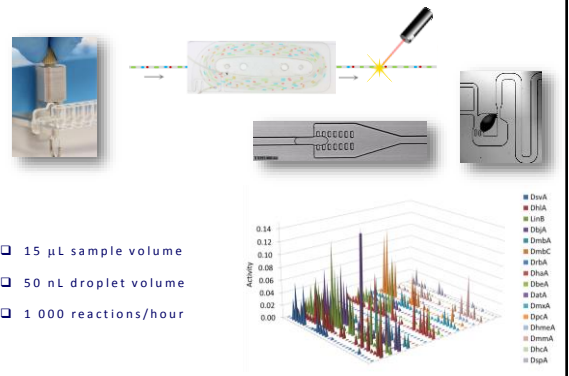 15 µL sample volume
50 nL droplet volume
1 000 reactions/hour
Activity
0.14
0.12
0.10
0.08
0.06
0.04
0.02
0.00
DsvA
DhlA
LinB
DbjA
DmbA
DmbC
DrbA
DhaA
DbeA
DatA
DmxA
DpcA
DhmeA
DmmA
DhcA
DspA